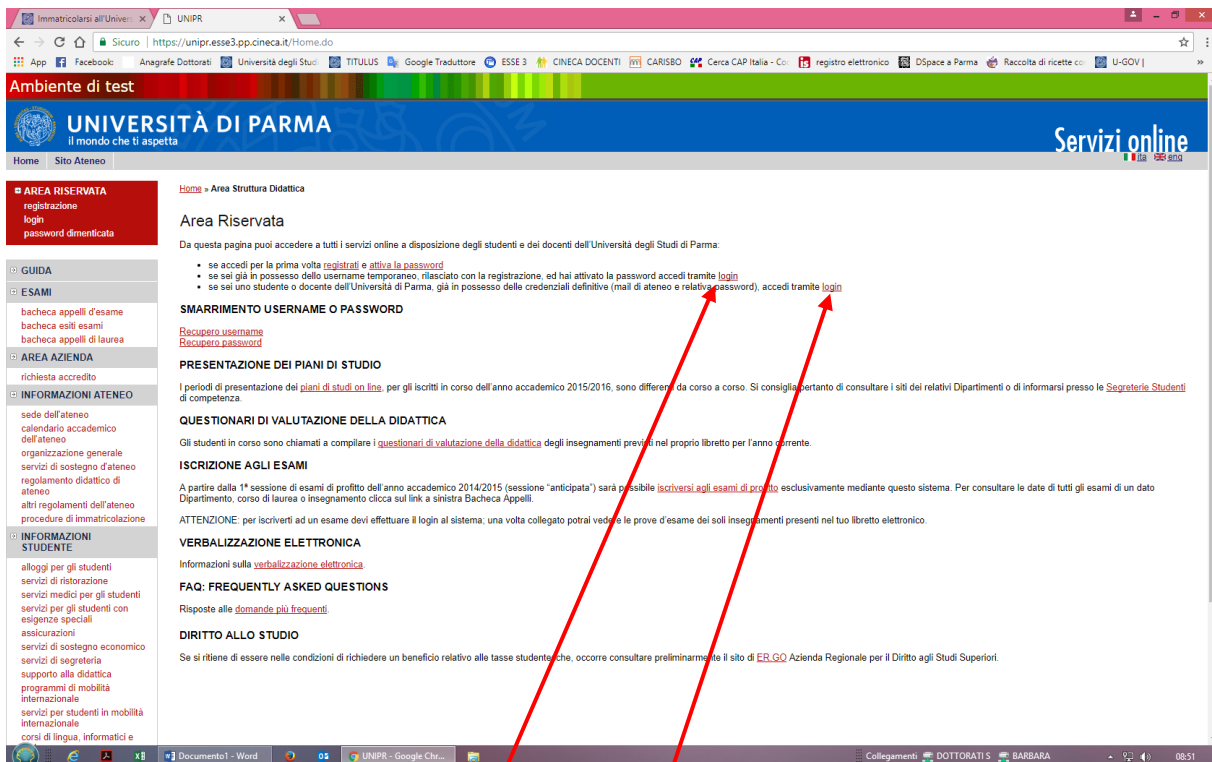 Immatricolarsi all'Univers
UNIPR
Sicuro
https://unipr.esse3.pp.cineca.it/Home.do
App
Facebook
Anagrafe Dottorati
Università degli Stud
TITULUS
Google Traduttore
ESSE 3
CINECA DOCENTI
CARISBO
Cerca CAP Italia - Co
registro elettronico
DSpace a Parma
Raccolta di ricette co
U-GOV |
»
Ambiente di test
UNIVERSITÀ DI PARMA
il mondo che ti aspetta
Servizi online
ita eng
Home Sito Ateneo
AREA RISERVATA
registrazione
login
password dimenticata
GUIDA
ESAMI
bacheca appelli d'esame
bacheca esiti esami
bacheca appelli di laurea
AREA AZIENDA
richiesta accredito
INFORMAZIONI ATENEO
sede dell'ateneo
calendario accademico
dell'ateneo
organizzazione generale
servizi di sostegno d'ateneo
regolamento didattico di
ateneo
altri regolamenti dell'ateneo
procedure di immatricolazione
INFORMAZIONI
STUDENTE
alloggi per gli studenti
servizi di ristorazione
servizi medici per gli studenti
servizi per gli studenti con
esigenze speciali
assicurazioni
servizi di sostegno economico
servizi di segreteria
supporto alla didattica
programmi di mobilità
internazionale
servizi per studenti in mobilità
internazionale
corsi di lingua, informatici e
Home » Area Struttura Didattica
Area Riservata
Da questa pagina puoi accedere a tutti i servizi online a disposizione degli studenti e dei docenti dell'Università degli Studi di Parma:
• se accedi per la prima volta registrati e attiva la password
• se sei già in possesso dello username temporaneo, rilasciato con la registrazione, ed hai attivato la password accedi tramite login
• se sei uno studente o docente dell'Università di Parma, già in possesso delle credenziali definitive (mail di ateneo e relativa password), accedi tramite login
SMARRIMENTO USERNAME O PASSWORD
Recupero username
Recupero password
PRESENTAZIONE DEI PIANI DI STUDIO
I periodi di presentazione dei piani di studi on line, per gli iscritti in corso dell'anno accademico 2015/2016, sono differenti da corso a corso. Si consiglia pertanto di consultare i siti dei relativi Dipartimenti o di informarsi presso le Segreterie Studenti
di competenza.
QUESTIONARI DI VALUTAZIONE DELLA DIDATTICA
Gli studenti in corso sono chiamati a compilare i questionari di valutazione della didattica degli insegnamenti previsti nel proprio libretto per l'anno corrente.
ISCRIZIONE AGLI ESAMI
A partire dalla 1ª sessione di esami di profitto dell'anno accademico 2014/2015 (sessione "anticipata") sarà possibile iscriversi agli esami di profitto esclusivamente mediante questo sistema. Per consultare le date di tutti gli esami di un dato
Dipartimento, corso di laurea o insegnamento clicca sul link a sinistra Bacheca Appelli.
ATTENZIONE: per iscriverti ad un esame devi effettuare il login al sistema; una volta collegato potrai vedere le prove d'esame dei soli insegnamenti presenti nel tuo libretto elettronico.
VERBALIZZAZIONE ELETTRONICA
Informazioni sulla verbalizzazione elettronica.
FAQ: FREQUENTLY ASKED QUESTIONS
Risposte alle domande più frequenti.
DIRITTO ALLO STUDIO
Se si ritiene di essere nelle condizioni di richiedere un beneficio relativo alle tasse studentesche, occorre consultare preliminarmente il sito di ER.GO Azienda Regionale per il Diritto agli Studi Superiori.
Documento1 - Word
UNIPR - Google Chr...
Collegamenti
DOTTORATI S
BARBARA
08:51